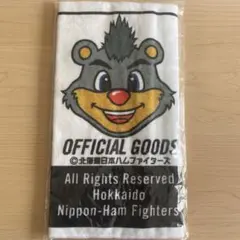 OFFICIAL GOODS
©北海道日本ハムファイターズ
All Rights Reserved
Hokkaido
Nippon-Ham Fighters